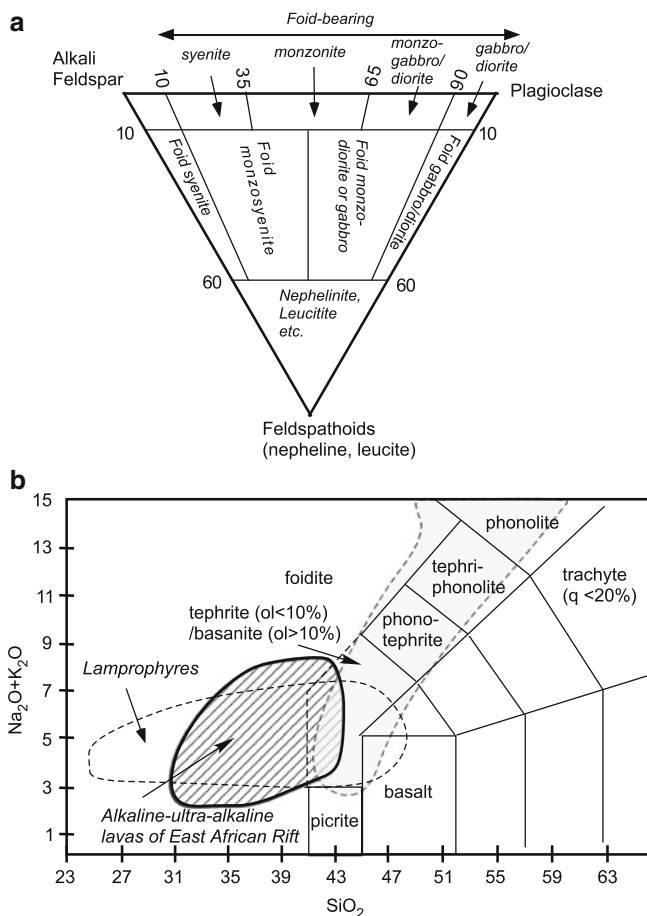 a
Foid-bearing
Alkali
Feldspar
10
syenite
35
monzonite
65
monzo-
gabbro/
diorite
90
gabbro/
diorite
Plagioclase
10
10
Foid syenite
Foid
monzosyenite
Foid monzo-
diorite or gabbro
Foid gabbro/diorite
60
60
Nephelinite,
Leucitite
etc.
Feldspathoids
(nepheline, leucite)
b
15
13
11
9
7
5
3
1
Na2O+K2O
foidite
phonolite
tephri-
phonolite
trachyte
(q <20%)
tephrite (ol<10%)
/basanite (ol>10%)
phono-
tephrite
Lamprophyres
basalt
picrite
Alkaline-ultra-alkaline
lavas of East African Rift
23 27 31 35 39 43 47 51 55 59 63
SiO2